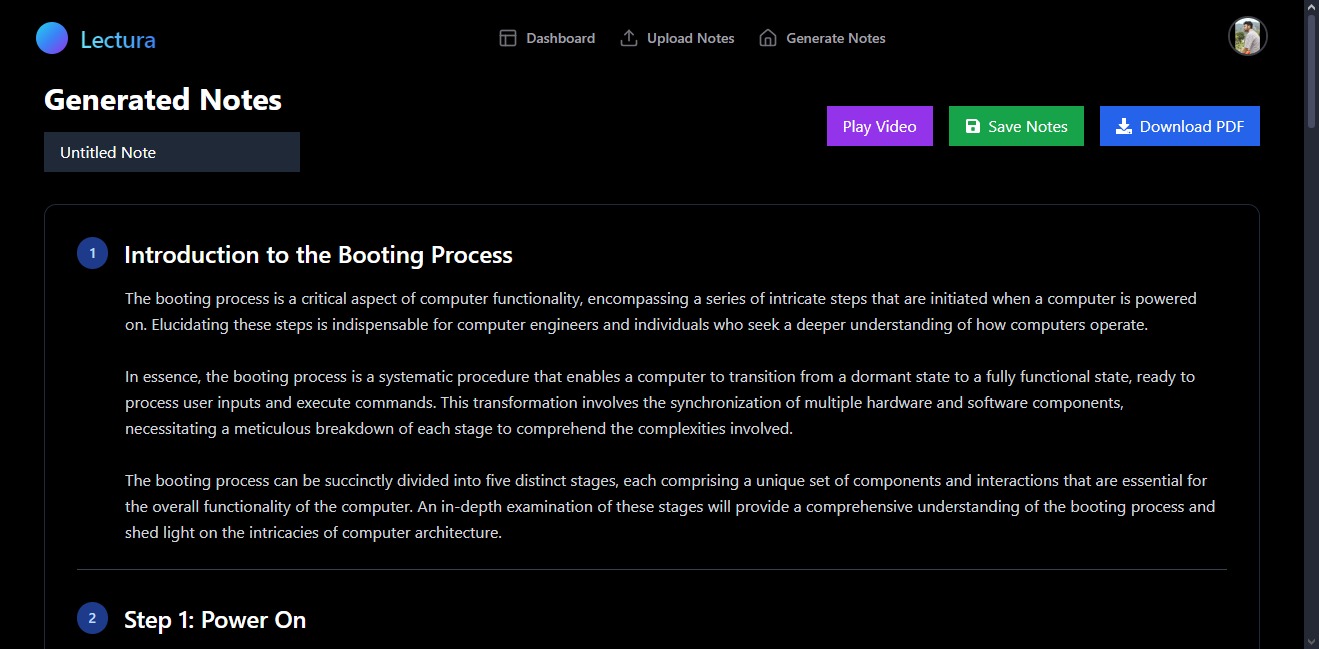 Lectura
Dashboard
Upload Notes
Generate Notes
Generated Notes
Untitled Note
Play Video
Save Notes
Download PDF
1
Introduction to the Booting Process
The booting process is a critical aspect of computer functionality, encompassing a series of intricate steps that are initiated when a computer is powered
on. Elucidating these steps is indispensable for computer engineers and individuals who seek a deeper understanding of how computers operate.
In essence, the booting process is a systematic procedure that enables a computer to transition from a dormant state to a fully functional state, ready to
process user inputs and execute commands. This transformation involves the synchronization of multiple hardware and software components,
necessitating a meticulous breakdown of each stage to comprehend the complexities involved.
The booting process can be succinctly divided into five distinct stages, each comprising a unique set of components and interactions that are essential for
the overall functionality of the computer. An in-depth examination of these stages will provide a comprehensive understanding of the booting process and
shed light on the intricacies of computer architecture.
2
Step 1: Power On